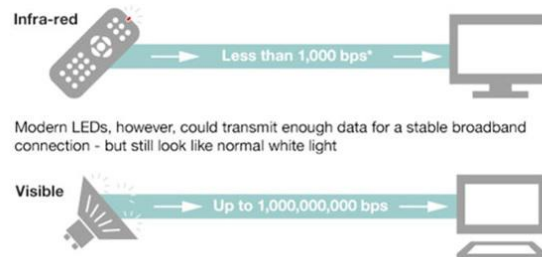 Infra-red
Less than 1,000 bps*
Modern LEDs, however, could transmit enough data for a stable broadband
connection - but still look like normal white light
Visible
Up to 1,000,000,000 bps